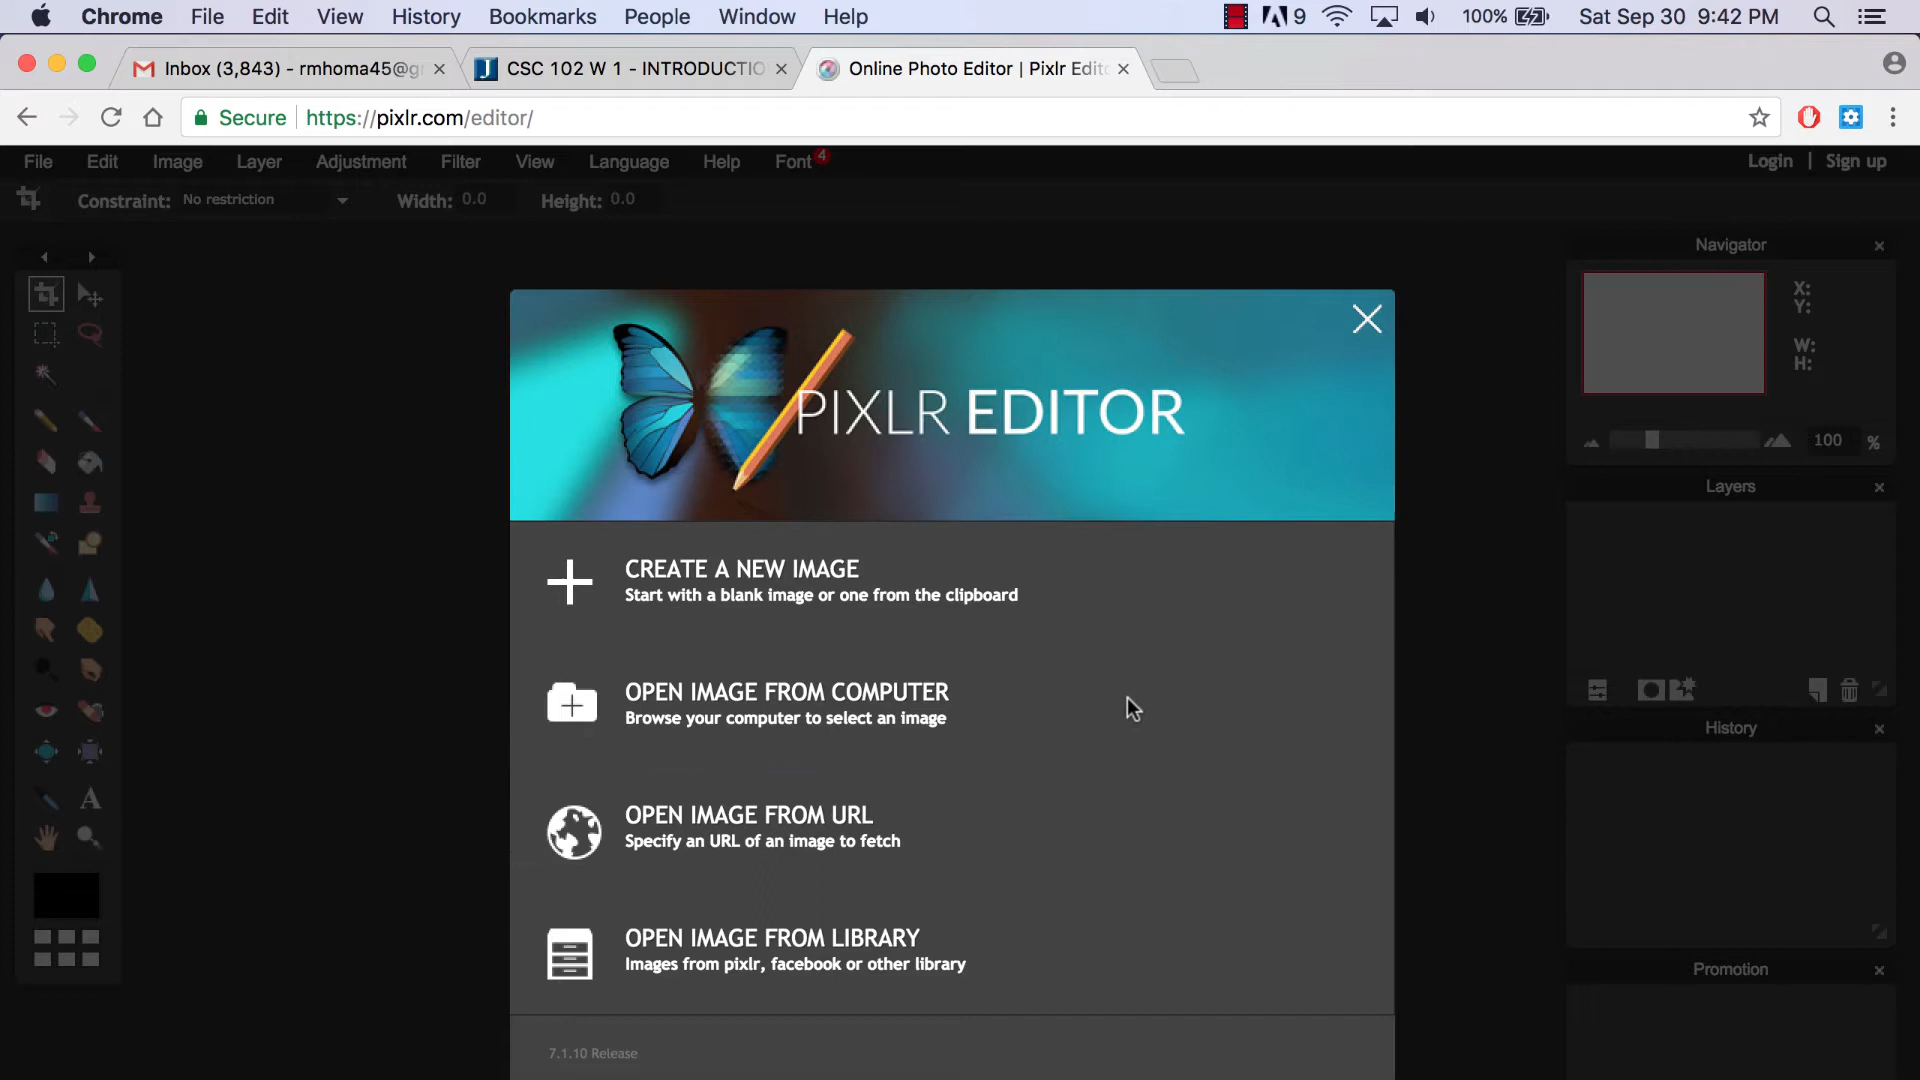 Chrome File Edit View History Bookmarks People Window Help 9 100% Sat Sep 30 9:42 PM
Inbox (3,843) - rmhoma45@g CSC 102 W 1 - INTRODUCTIO Online Photo Editor | Pixlr Edit
Secure https://pixlr.com/editor/
File Edit Image Layer Adjustment Filter View Language Help Font 4 Login | Sign up
Constraint: No restriction Width: 0.0 Height: 0.0
Navigator
X:
Y:
W:
H:
100 %
PIXLR EDITOR
CREATE A NEW IMAGE
Start with a blank image or one from the clipboard
OPEN IMAGE FROM COMPUTER
Browse your computer to select an image
OPEN IMAGE FROM URL
Specify an URL of an image to fetch
OPEN IMAGE FROM LIBRARY
Images from pixlr, facebook or other library
7.1.10 Release
Layers
History
Promotion